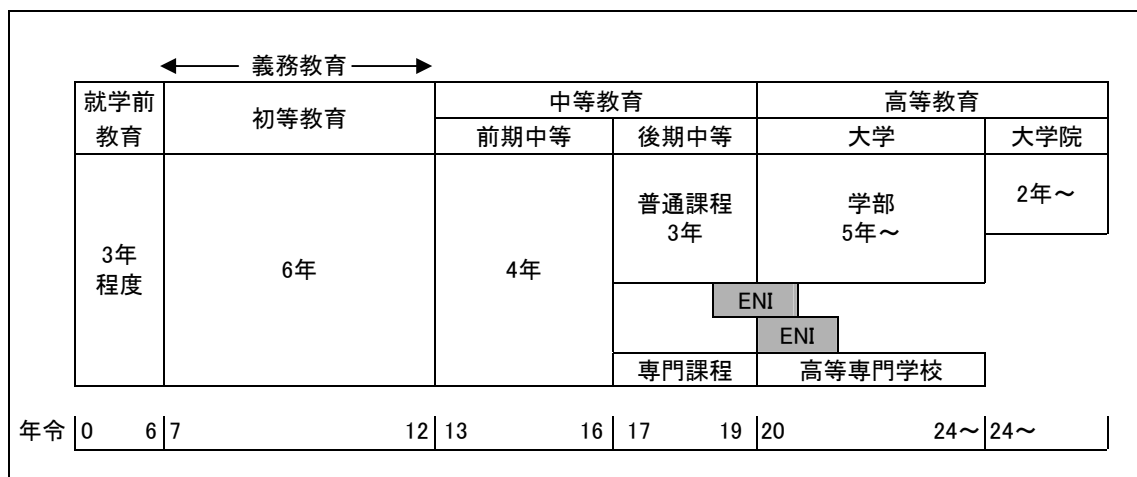 義務教育
就学前
教育
初等教育
中等教育
高等教育
前期中等
後期中等
大学
大学院
3年
程度
6年
4年
普通課程
3年
学部
5年～
2年～
ENI
ENI
専門課程
高等専門学校
年令 0 6 7 12 13 16 17 19 20 24～ 24～